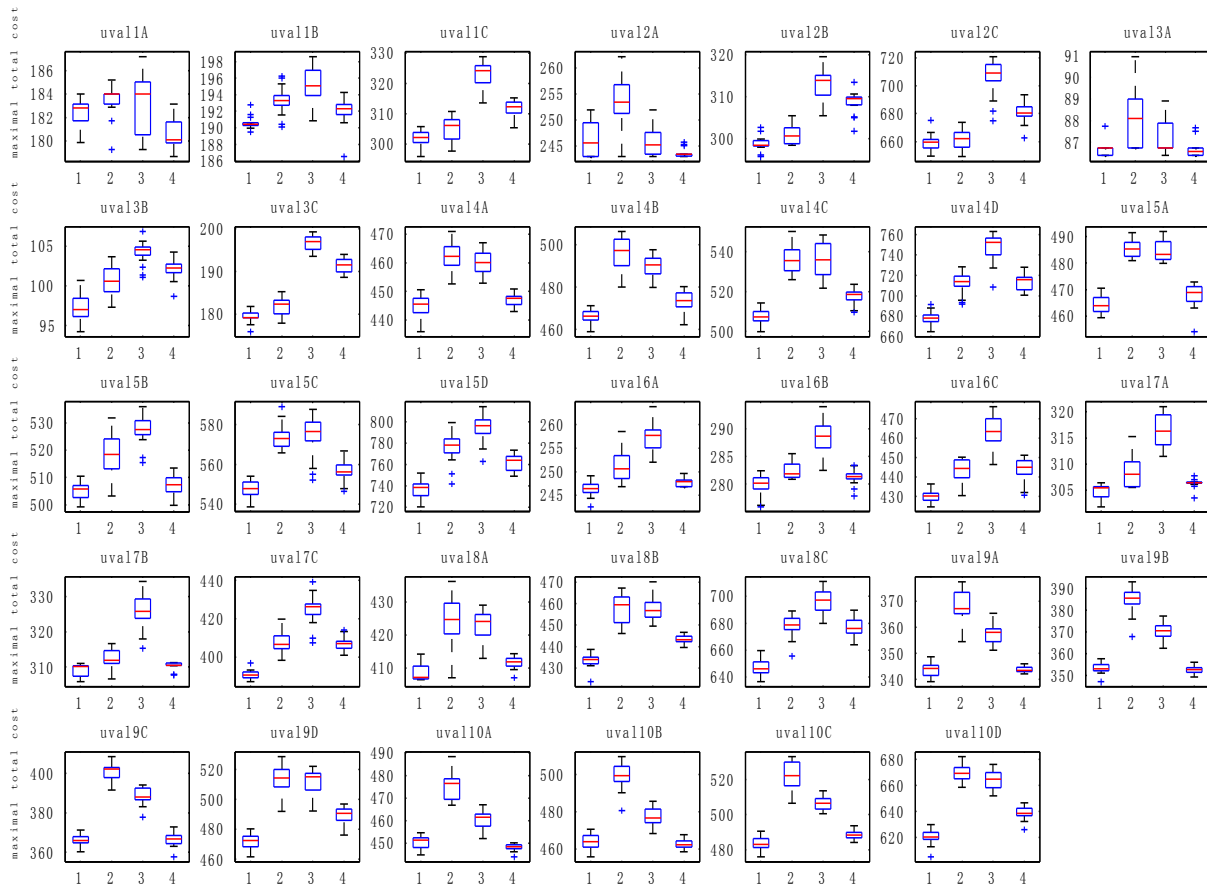 maximal total cost
uval1A
186
184
182
180
1 2 3 4
uval1B
198
196
194
192
190
188
186
1 2 3 4
uval1C
330
320
310
300
1 2 3 4
uval2A
260
255
250
245
1 2 3 4
uval2B
320
310
300
1 2 3 4
uval2C
720
700
680
660
1 2 3 4
uval3A
91
90
89
88
87
1 2 3 4
maximal total cost
uval3B
105
100
95
1 2 3 4
uval3C
200
190
180
1 2 3 4
uval4A
470
460
450
440
1 2 3 4
uval4B
500
480
460
1 2 3 4
uval4C
540
520
500
1 2 3 4
uval4D
760
740
720
700
680
660
1 2 3 4
uval5A
490
480
470
460
1 2 3 4
maximal total cost
uval5B
530
520
510
500
1 2 3 4
uval5C
580
560
540
1 2 3 4
uval5D
800
780
760
740
720
1 2 3 4
uval6A
260
255
250
245
1 2 3 4
uval6B
290
285
280
1 2 3 4
uval6C
470
460
450
440
430
1 2 3 4
uval7A
320
315
310
305
1 2 3 4
maximal total cost
uval7B
330
320
310
1 2 3 4
uval7C
440
420
400
1 2 3 4
uval8A
430
420
410
1 2 3 4
uval8B
470
460
450
440
430
1 2 3 4
uval8C
700
680
660
640
1 2 3 4
uval9A
370
360
350
340
1 2 3 4
uval9B
390
380
370
360
350
1 2 3 4
maximal total cost
uval9C
400
380
360
1 2 3 4
uval9D
520
500
480
460
1 2 3 4
uval10A
490
480
470
460
450
1 2 3 4
uval10B
500
480
460
1 2 3 4
uval10C
520
500
480
1 2 3 4
uval10D
680
660
640
620
1 2 3 4